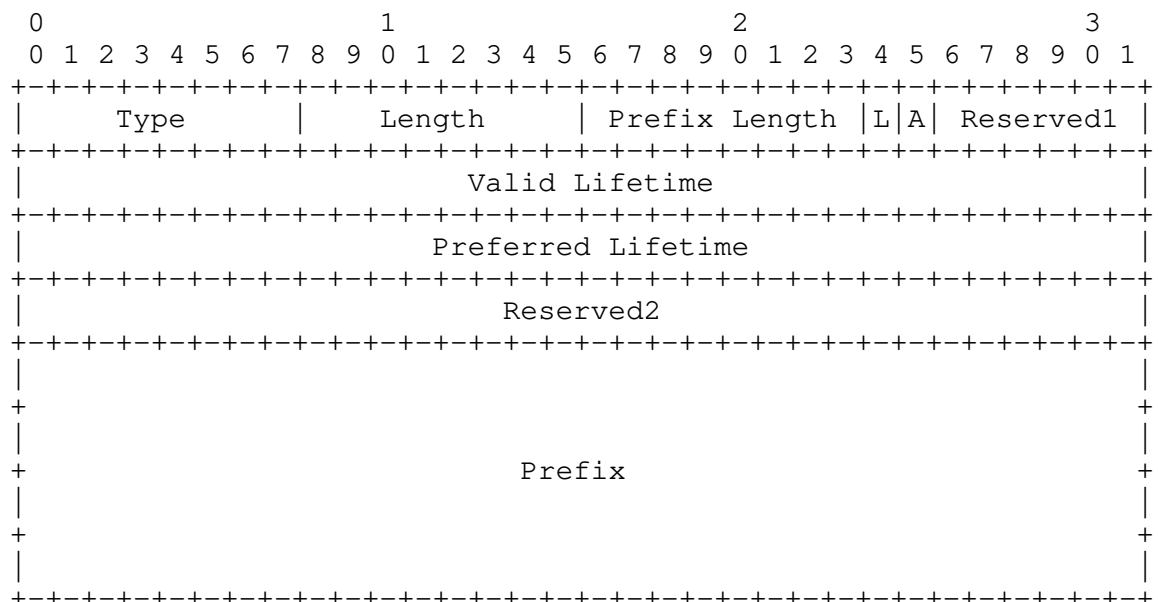 0                   1                   2                   3
 0 1 2 3 4 5 6 7 8 9 0 1 2 3 4 5 6 7 8 9 0 1 2 3 4 5 6 7 8 9 0 1
+-+-+-+-+-+-+-+-+-+-+-+-+-+-+-+-+-+-+-+-+-+-+-+-+-+-+-+-+-+-+-+-+
|     Type      |    Length     | Prefix Length |L|A| Reserved1 |
+-+-+-+-+-+-+-+-+-+-+-+-+-+-+-+-+-+-+-+-+-+-+-+-+-+-+-+-+-+-+-+-+
|                         Valid Lifetime                        |
+-+-+-+-+-+-+-+-+-+-+-+-+-+-+-+-+-+-+-+-+-+-+-+-+-+-+-+-+-+-+-+-+
|                       Preferred Lifetime                      |
+-+-+-+-+-+-+-+-+-+-+-+-+-+-+-+-+-+-+-+-+-+-+-+-+-+-+-+-+-+-+-+-+
|                           Reserved2                           |
+-+-+-+-+-+-+-+-+-+-+-+-+-+-+-+-+-+-+-+-+-+-+-+-+-+-+-+-+-+-+-+-+
|                                                               |
+                                                               +
|                                                               |
+                            Prefix                             +
|                                                               |
+                                                               +
|                                                               |
+-+-+-+-+-+-+-+-+-+-+-+-+-+-+-+-+-+-+-+-+-+-+-+-+-+-+-+-+-+-+-+-+